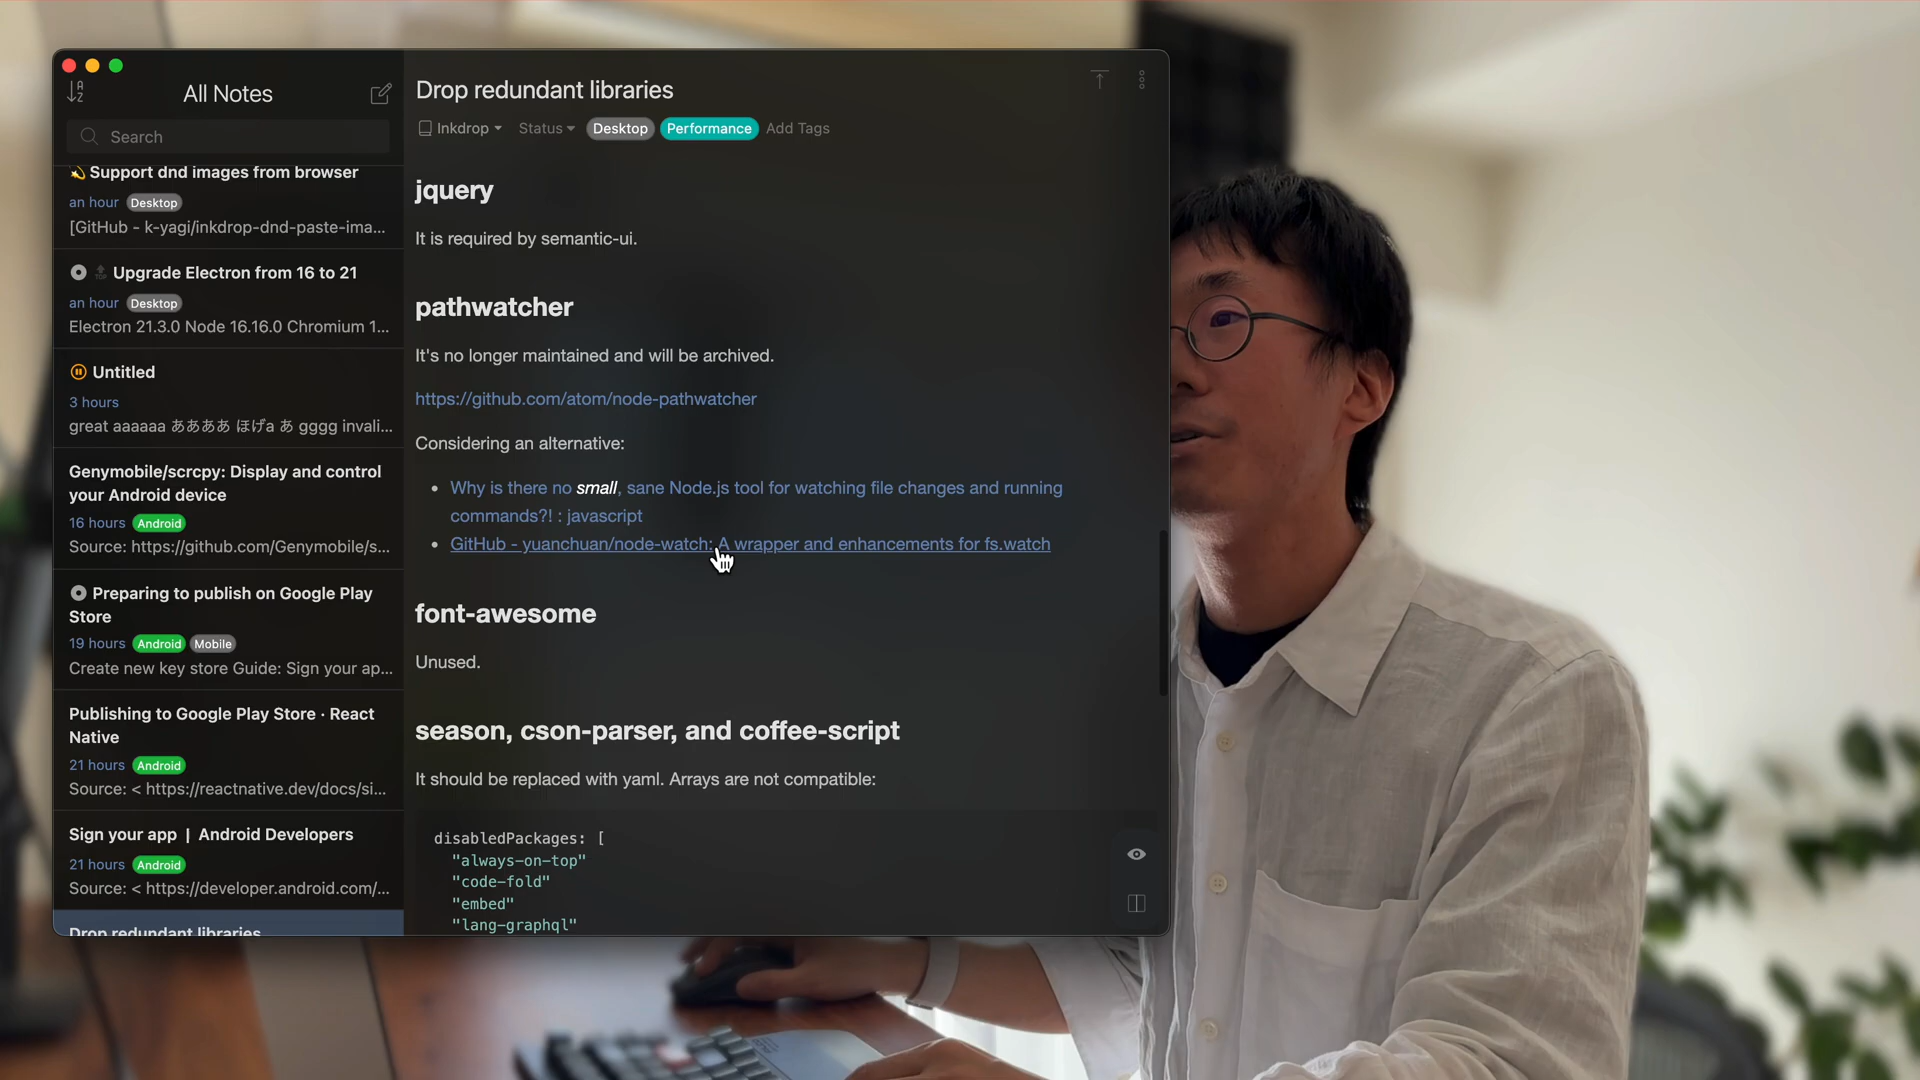 All Notes
Search
💫 Support dnd images from browser
an hour Desktop
[GitHub - k-yagi/inkdrop-dnd-paste-ima...
Upgrade Electron from 16 to 21
an hour Desktop
Electron 21.3.0 Node 16.16.0 Chromium 1...
Untitled
3 hours
great aaaaaa ああああ ほげa あ gggg invali...
Genymobile/scrcpy: Display and control
your Android device
16 hours Android
Source: https://github.com/Genymobile/s...
Preparing to publish on Google Play
Store
19 hours Android Mobile
Create new key store Guide: Sign your ap...
Publishing to Google Play Store · React
Native
21 hours Android
Source: < https://reactnative.dev/docs/si...
Sign your app | Android Developers
21 hours Android
Source: < https://developer.android.com/...
Drop redundant libraries
Drop redundant libraries
Inkdrop Status Desktop Performance Add Tags
jquery
It is required by semantic-ui.
pathwatcher
It's no longer maintained and will be archived.
https://github.com/atom/node-pathwatcher
Considering an alternative:
• Why is there no small, sane Node.js tool for watching file changes and running
commands?! : javascript
• GitHub - yuanchuan/node-watch: A wrapper and enhancements for fs.watch
font-awesome
Unused.
season, cson-parser, and coffee-script
It should be replaced with yaml. Arrays are not compatible:
disabledPackages: [
"always-on-top"
"code-fold"
"embed"
"lang-graphql"